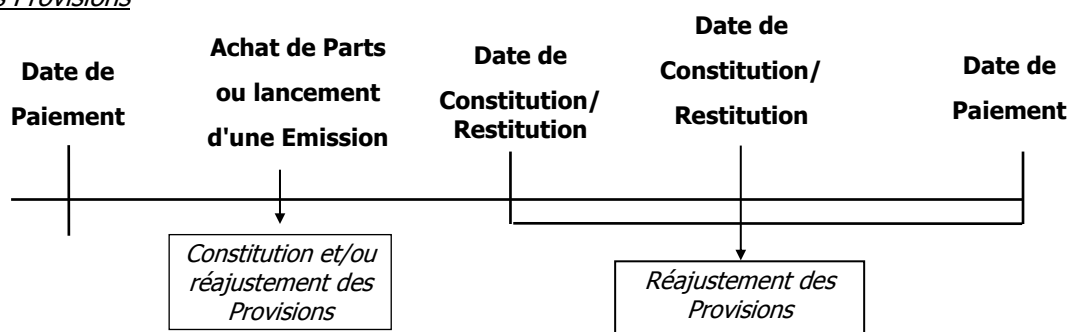 s Provisions
Date de
Paiement
Achat de Parts
ou lancement
d'une Emission
Date de
Constitution/
Restitution
Date de
Constitution/
Restitution
Date de
Paiement
Constitution et/ou
réajustement des
Provisions
Réajustement des
Provisions